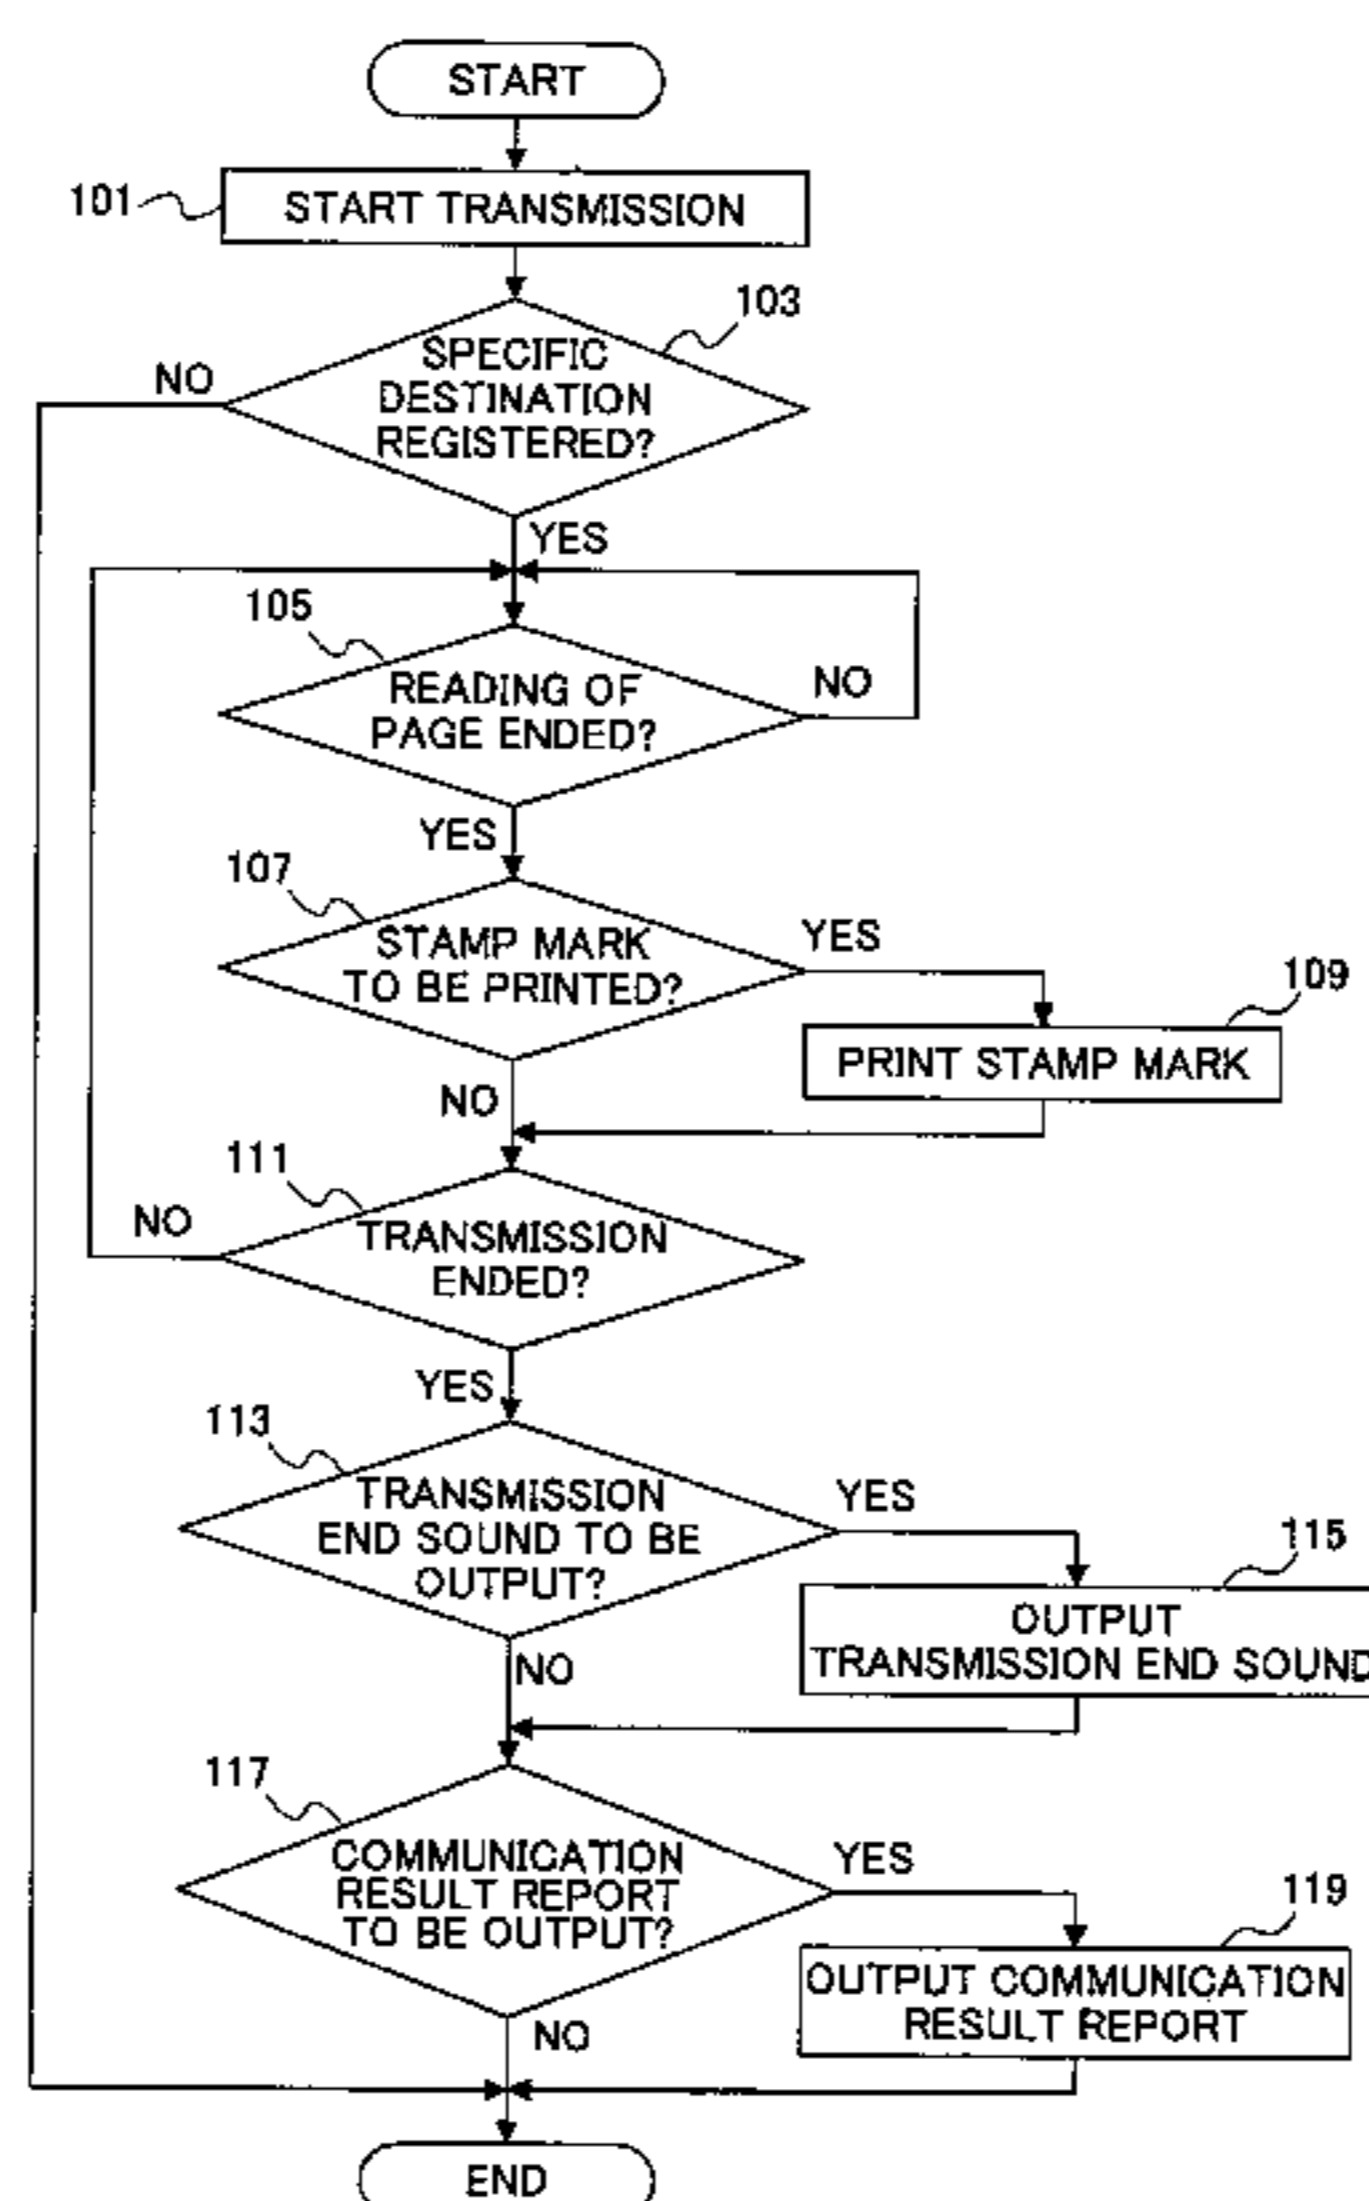 START
101
START TRANSMISSION
103
SPECIFIC
DESTINATION
REGISTERED?
NO
YES
105
READING OF
PAGE ENDED?
NO
YES
107
STAMP MARK
TO BE PRINTED?
YES
109
PRINT STAMP MARK
NO
111
TRANSMISSION
ENDED?
NO
YES
113
TRANSMISSION
END SOUND TO BE
OUTPUT?
YES
115
OUTPUT
TRANSMISSION END SOUND
NO
117
COMMUNICATION
RESULT REPORT
TO BE OUTPUT?
YES
119
OUTPUT COMMUNICATION
RESULT REPORT
NO
END